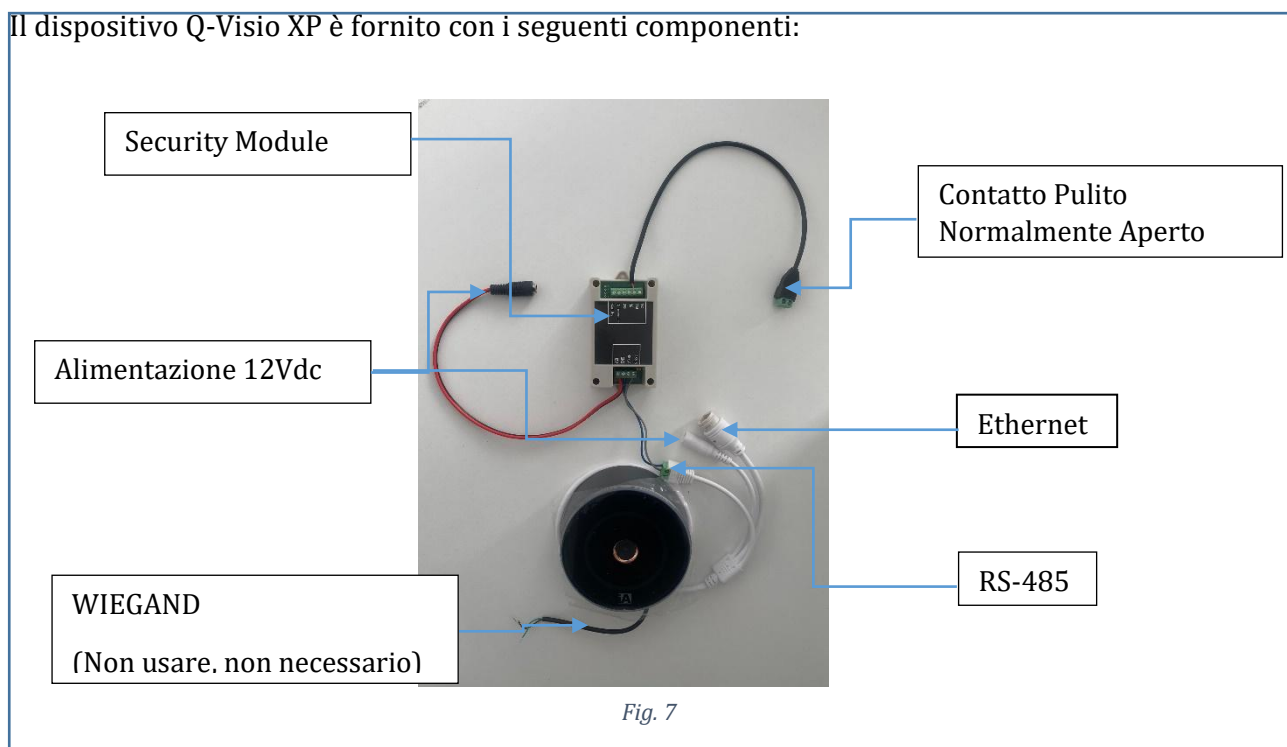 Il dispositivo Q-Visio XP è fornito con i seguenti componenti:
Security Module
Contatto Pulito
Normalmente Aperto
Alimentazione 12Vdc
Ethernet
RS-485
WIEGAND
(Non usare, non necessario)
Fig. 7